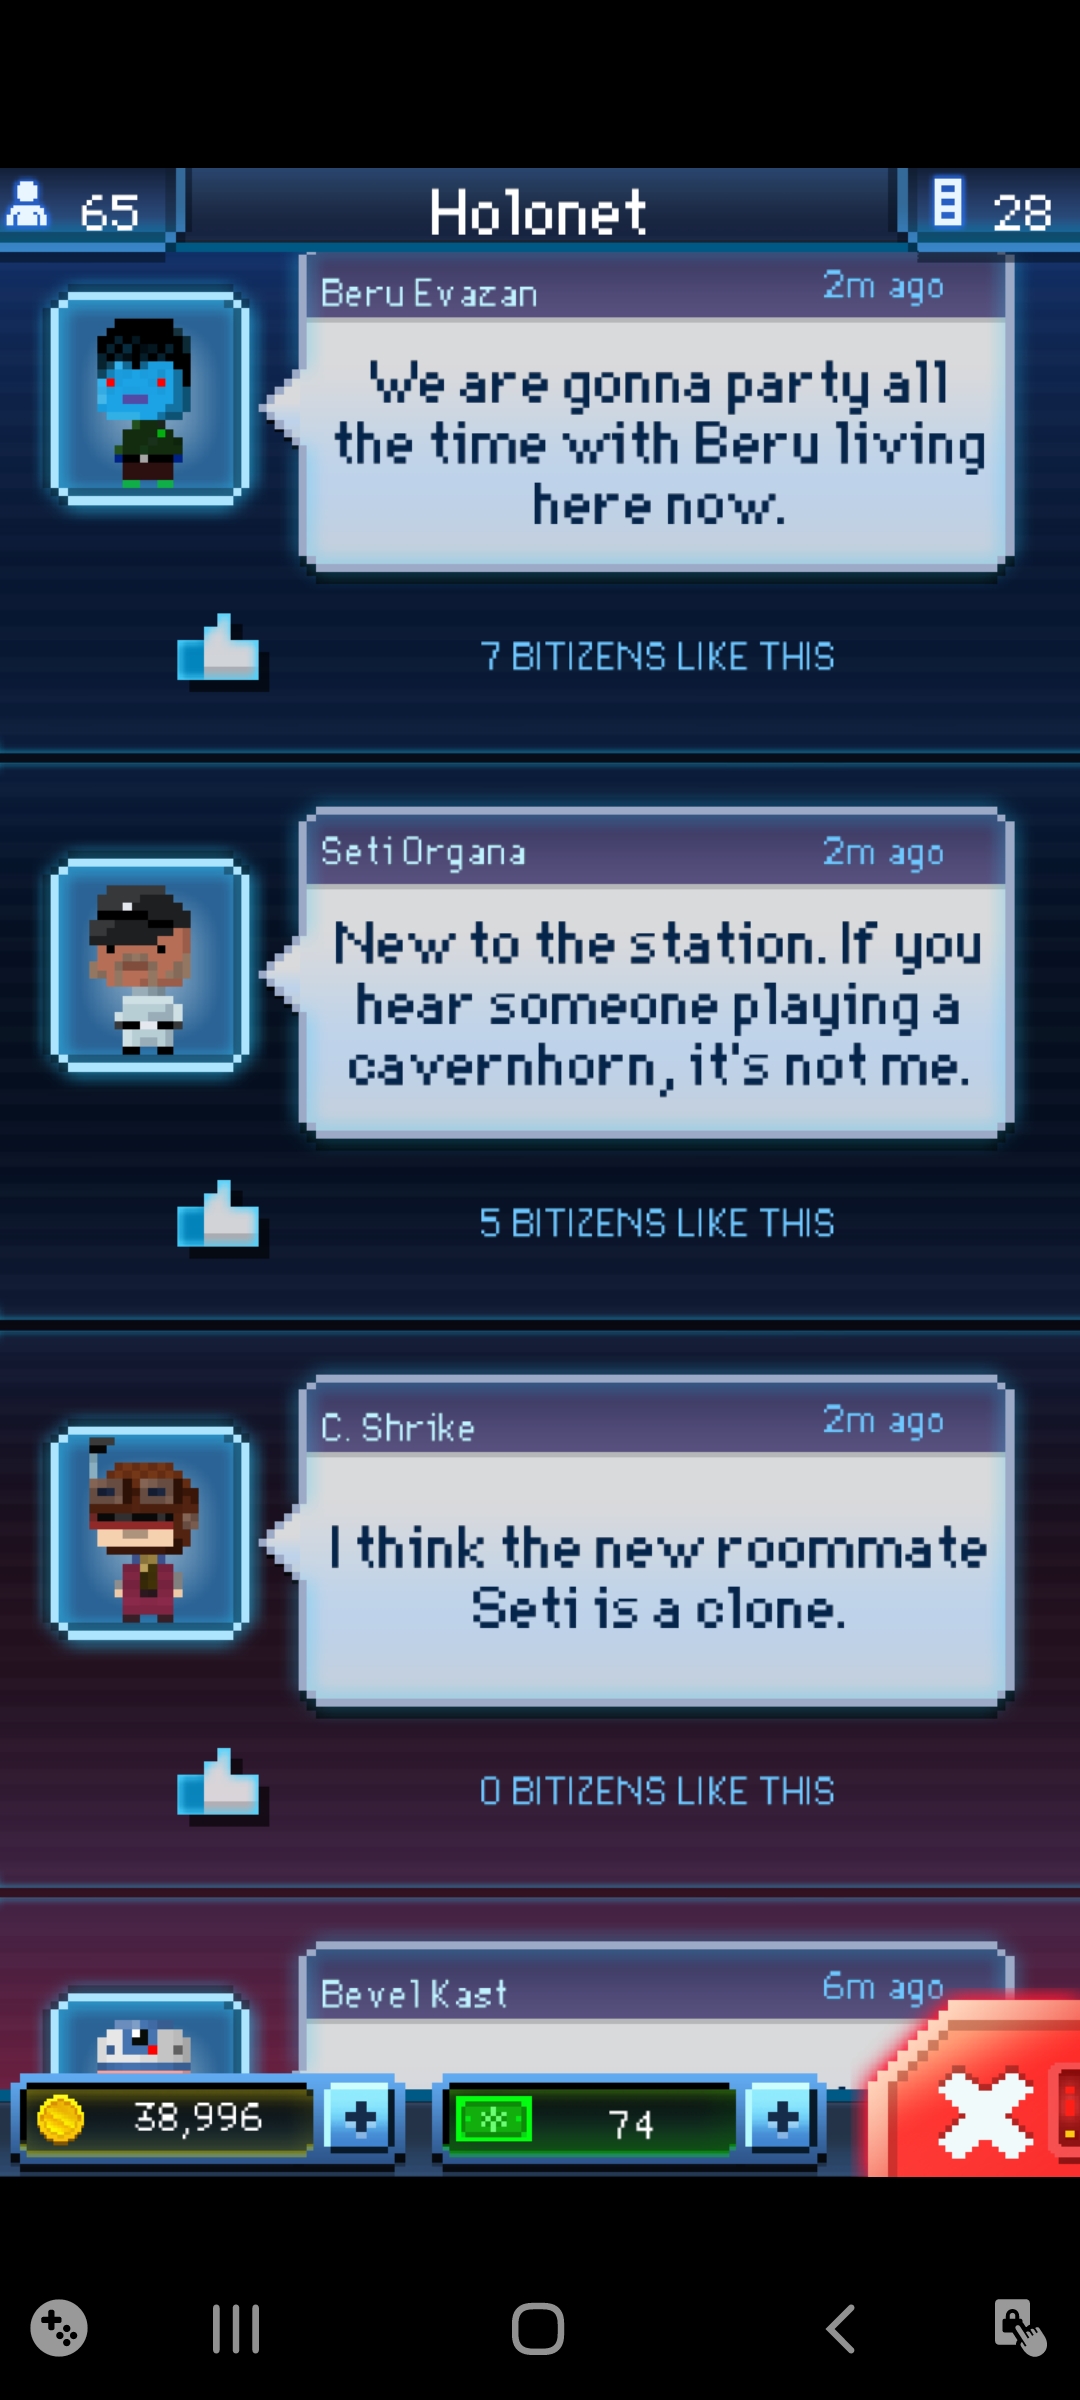 65
Holonet
28
Beru Evazan
2m ago
We are gonna party all
the time with Beru living
here now.
7 BITIZENS LIKE THIS
Seti Organa
2m ago
New to the station. If you
hear someone playing a
cavernhorn, it's not me.
5 BITIZENS LIKE THIS
C. Shrike
2m ago
I think the new roommate
Seti is a clone.
0 BITIZENS LIKE THIS
Bevel Kast
6m ago
38,996
74